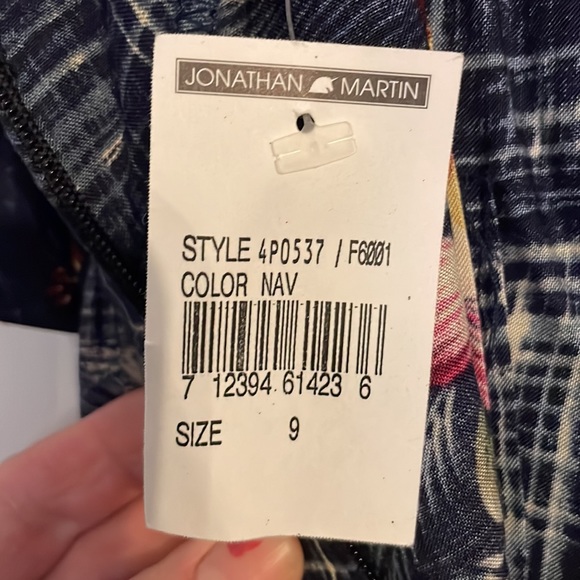 JONATHAN MARTIN
STYLE 4P0537 / F6001
COLOR NAV
7 12394 61423 6
SIZE 9